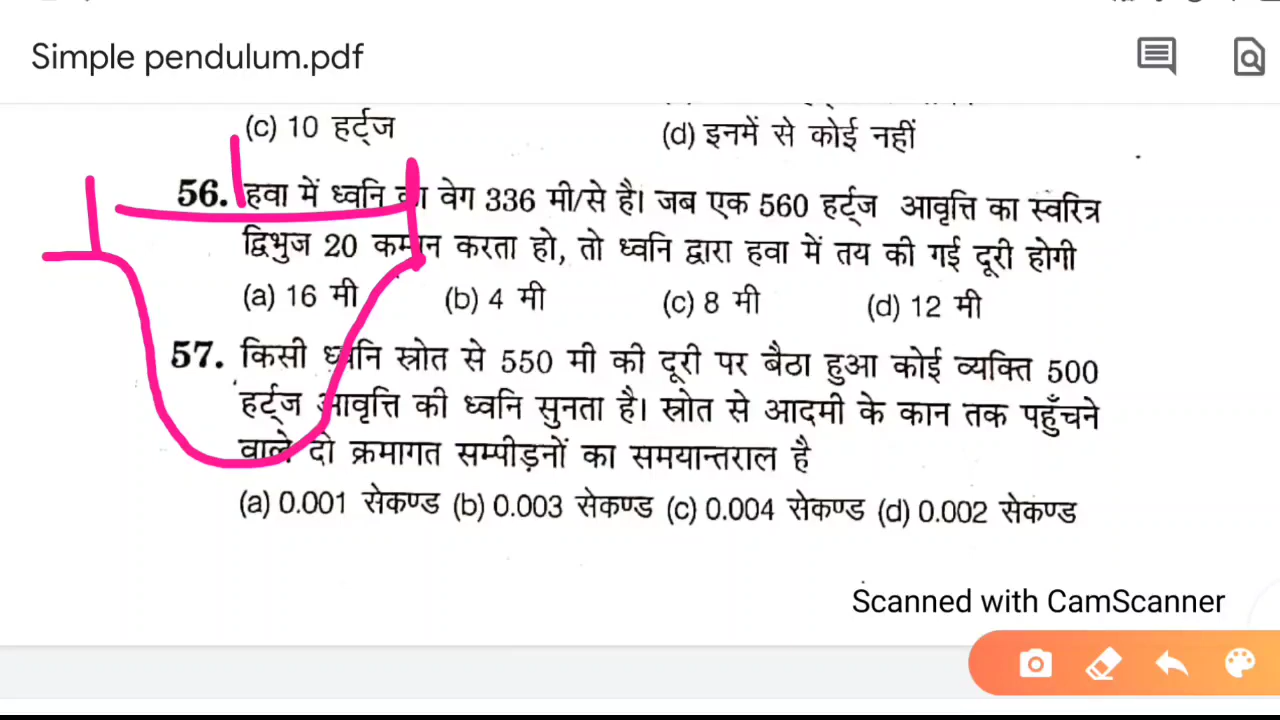 Simple pendulum.pdf
(c) 10 हर्ट्ज (d) इनमें से कोई नहीं
56. हवा में ध्वनि का वेग 336 मी/से है। जब एक 560 हर्ट्ज आवृत्ति का स्वरित्र
द्विभुज 20 कम्पन करता हो, तो ध्वनि द्वारा हवा में तय की गई दूरी होगी
(a) 16 मी (b) 4 मी (c) 8 मी (d) 12 मी
57. किसी ध्वनि स्रोत से 550 मी की दूरी पर बैठा हुआ कोई व्यक्ति 500
हर्ट्ज आवृत्ति की ध्वनि सुनता है। स्रोत से आदमी के कान तक पहुँचने
वाले दो क्रमागत सम्पीड़नों का समयान्तराल है
(a) 0.001 सेकण्ड (b) 0.003 सेकण्ड (c) 0.004 सेकण्ड (d) 0.002 सेकण्ड
Scanned with CamScanner